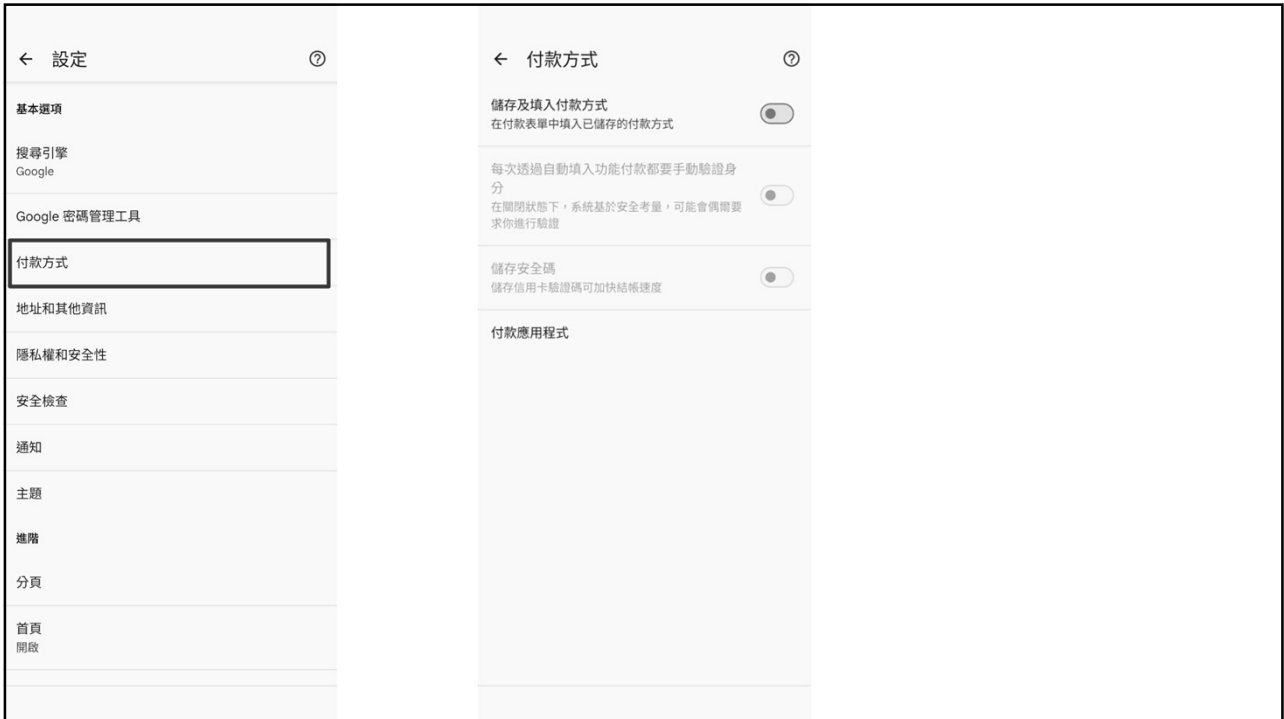 設定
基本選項
搜尋引擎
Google
Google 密碼管理工具
付款方式
地址和其他資訊
隱私權和安全性
安全檢查
通知
主題
進階
分頁
首頁
開啟
付款方式
儲存及填入付款方式
在付款表單中填入已儲存的付款方式
每次透過自動填入功能付款都要手動驗證身
分
在關閉狀態下，系統基於安全考量，可能會偶爾要
求你進行驗證
儲存安全碼
儲存信用卡驗證碼可加快結帳速度
付款應用程式